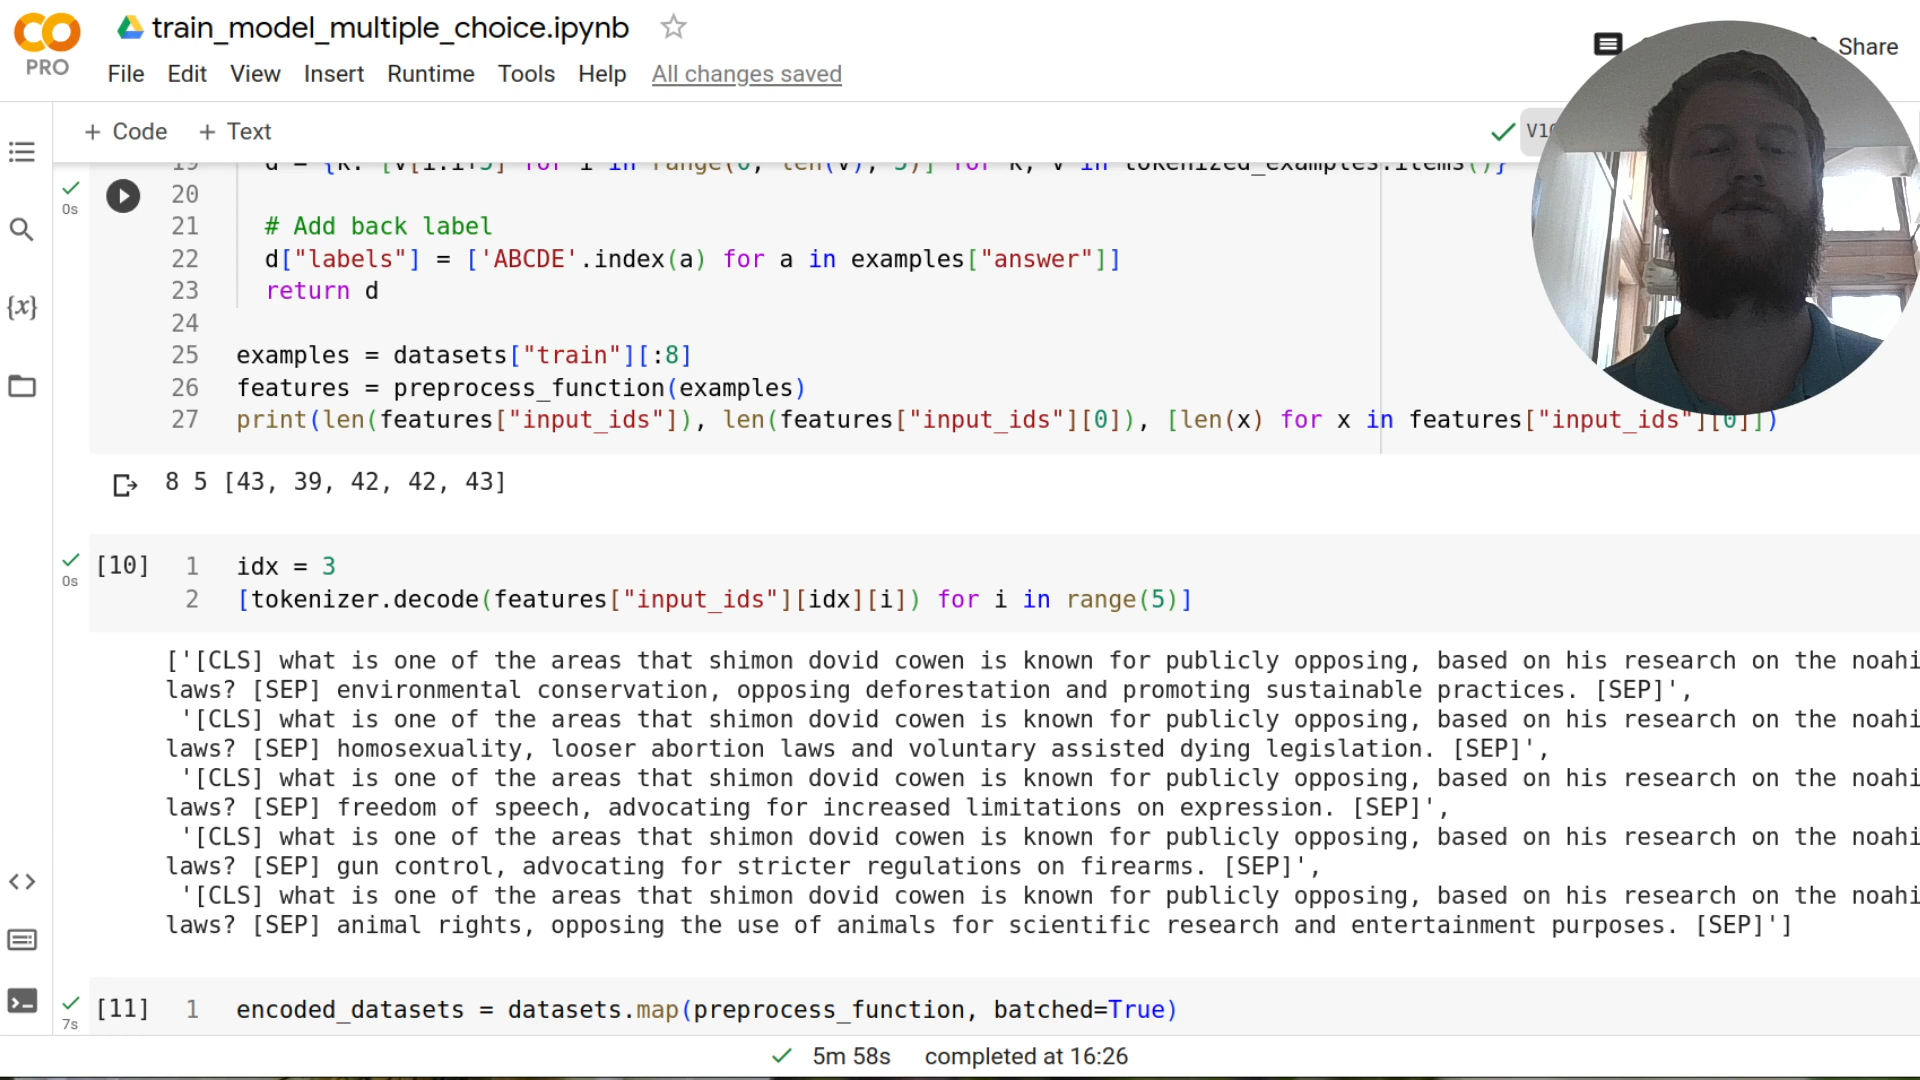 PRO
train_model_multiple_choice.ipynb
File Edit View Insert Runtime Tools Help All changes saved
Share
+ Code + Text
V10
19 d = {k: [v[i:i+5] for i in range(0, len(v), 5)] for k, v in tokenized_examples.items()}
0s
20
21 # Add back label
22 d["labels"] = ['ABCDE'.index(a) for a in examples["answer"]]
23 return d
24
25 examples = datasets["train"][:8]
26 features = preprocess_function(examples)
27 print(len(features["input_ids"]), len(features["input_ids"][0]), [len(x) for x in features["input_ids"][0]])
8 5 [43, 39, 42, 42, 43]
0s
[10] 1 idx = 3
2 [tokenizer.decode(features["input_ids"][idx][i]) for i in range(5)]
['[CLS] what is one of the areas that shimon dovid cowen is known for publicly opposing, based on his research on the noahi
laws? [SEP] environmental conservation, opposing deforestation and promoting sustainable practices. [SEP]',
'[CLS] what is one of the areas that shimon dovid cowen is known for publicly opposing, based on his research on the noahi
laws? [SEP] homosexuality, looser abortion laws and voluntary assisted dying legislation. [SEP]',
'[CLS] what is one of the areas that shimon dovid cowen is known for publicly opposing, based on his research on the noahi
laws? [SEP] freedom of speech, advocating for increased limitations on expression. [SEP]',
'[CLS] what is one of the areas that shimon dovid cowen is known for publicly opposing, based on his research on the noahi
laws? [SEP] gun control, advocating for stricter regulations on firearms. [SEP]',
'[CLS] what is one of the areas that shimon dovid cowen is known for publicly opposing, based on his research on the noahi
laws? [SEP] animal rights, opposing the use of animals for scientific research and entertainment purposes. [SEP]']
7s
[11] 1 encoded_datasets = datasets.map(preprocess_function, batched=True)
5m 58s completed at 16:26